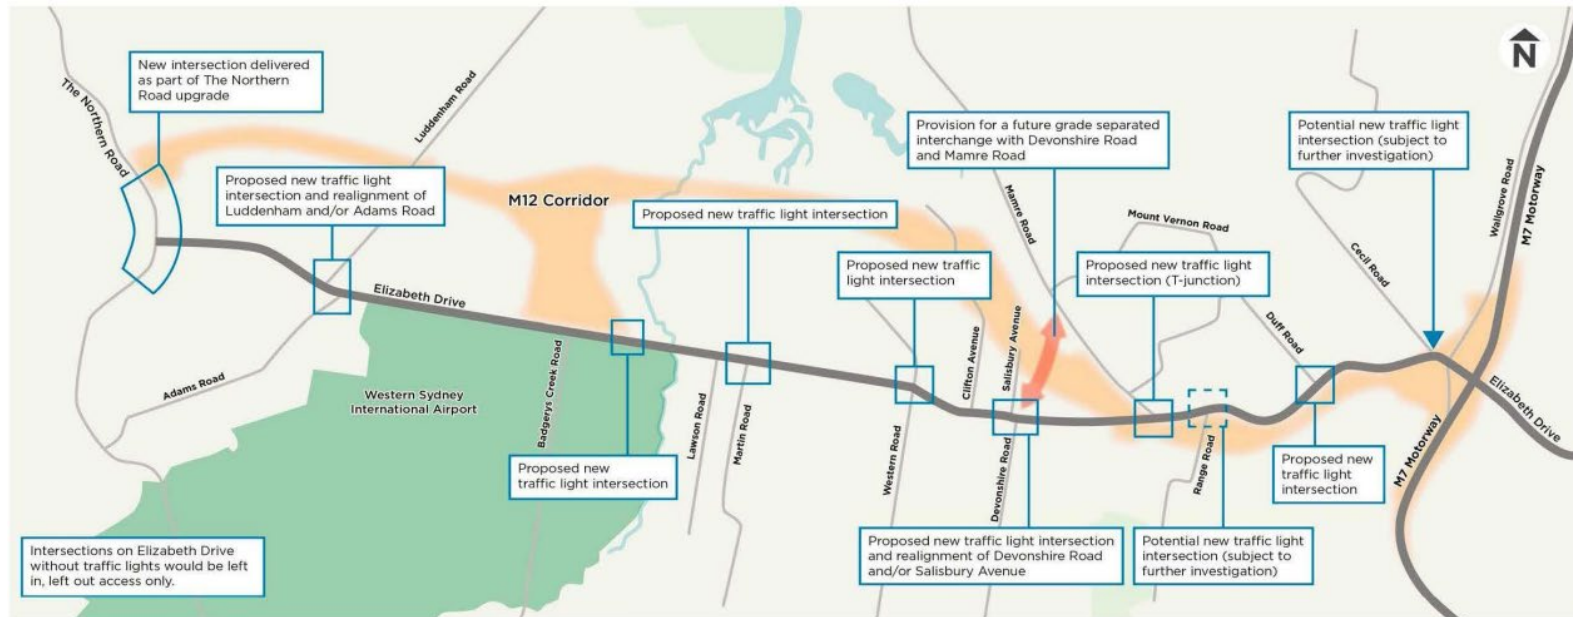 New intersection delivered
as part of The Northern
Road upgrade
The Northern Road
Luddenham Road
N
Provision for a future grade separated
interchange with Devonshire Road
and Mamre Road
Potential new traffic light
intersection (subject to
further investigation)
Proposed new traffic light
intersection and realignment of
Luddenham and/or Adams Road
M12 Corridor
Proposed new traffic light intersection
Mamre Road
Mount Vernon Road
Wallgrove Road
M7 Motorway
Cecil Road
Proposed new traffic
light intersection
Proposed new traffic light
intersection (T-junction)
Elizabeth Drive
Clifton Avenue
Salisbury Avenue
Duff Road
Adams Road
Western Sydney
International Airport
Badgerys Creek Road
Lawson Road
Martin Road
Western Road
Devonshire Road
Range Road
M7 Motorway
Elizabeth Drive
Proposed new
traffic light intersection
Proposed new
traffic light
intersection
Intersections on Elizabeth Drive
without traffic lights would be left
in, left out access only.
Proposed new traffic light intersection
and realignment of Devonshire Road
and/or Salisbury Avenue
Potential new traffic light
intersection (subject to
further investigation)